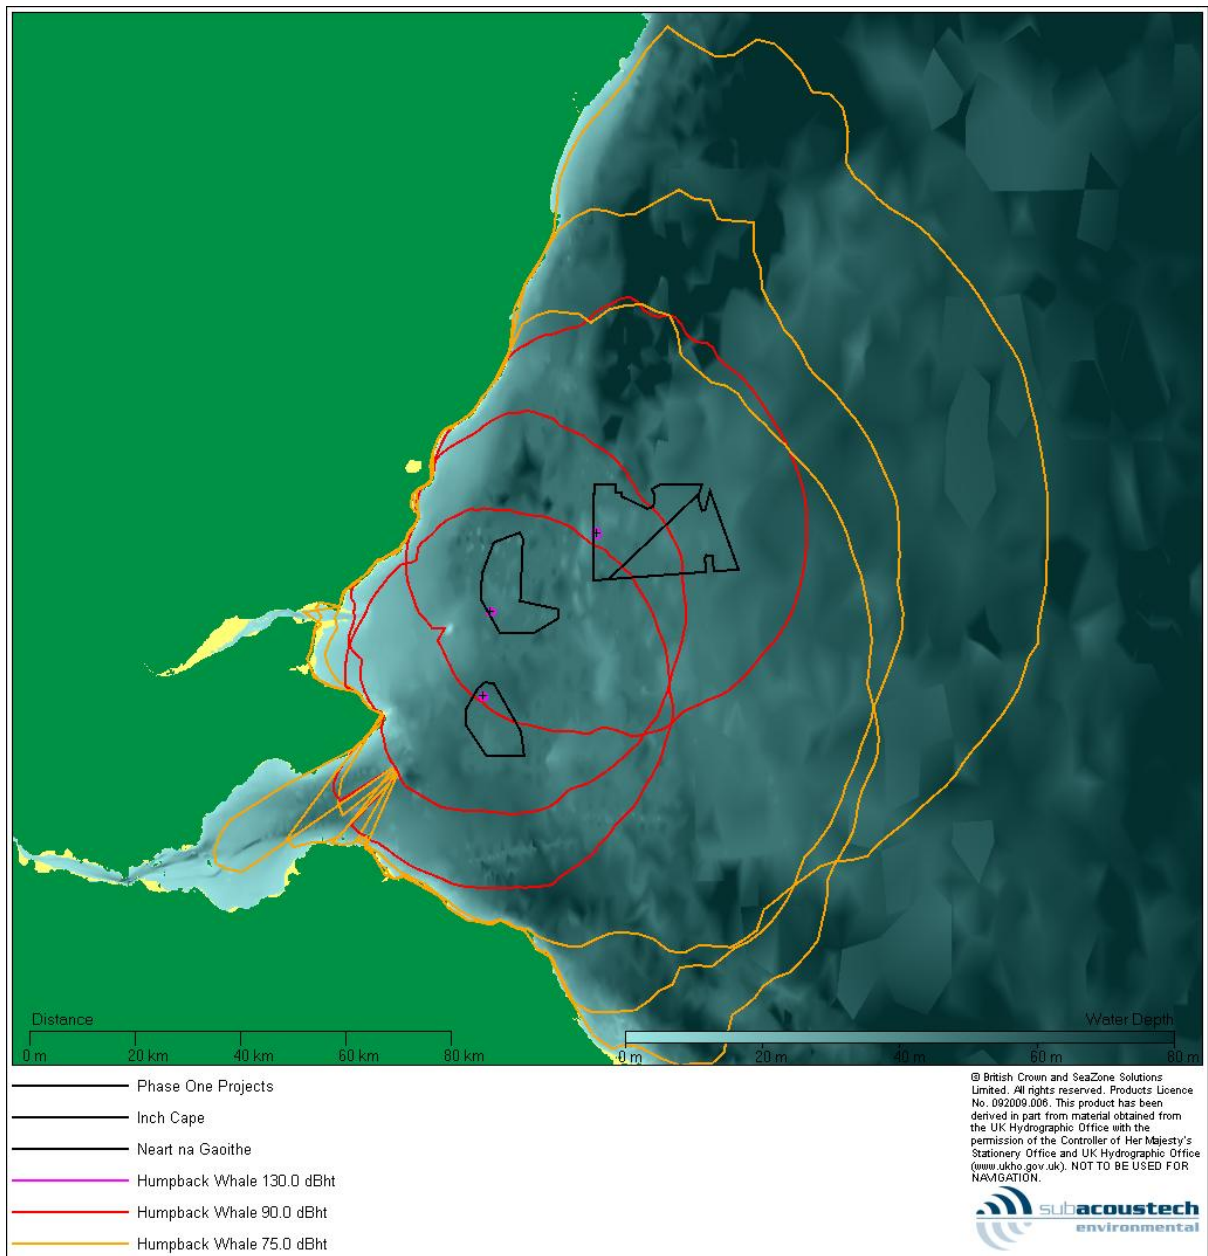 Distance
0 m 20 km 40 km 60 km 80 km
Water Depth
0 m 20 m 40 m 60 m 80 m
Phase One Projects
Inch Cape
Neart na Gaoithe
Humpback Whale 130.0 dBht
Humpback Whale 90.0 dBht
Humpback Whale 75.0 dBht
® British Crown and SeaZone Solutions
Limited. All rights reserved. Products Licence
No. 092009.006. This product has been
derived in part from material obtained from
the UK Hydrographic Office with the
permission of the Controller of Her Majesty's
Stationery Office and UK Hydrographic Office
(www.ukho.gov.uk). NOT TO BE USED FOR
NAVIGATION.
subacoustech
environmental